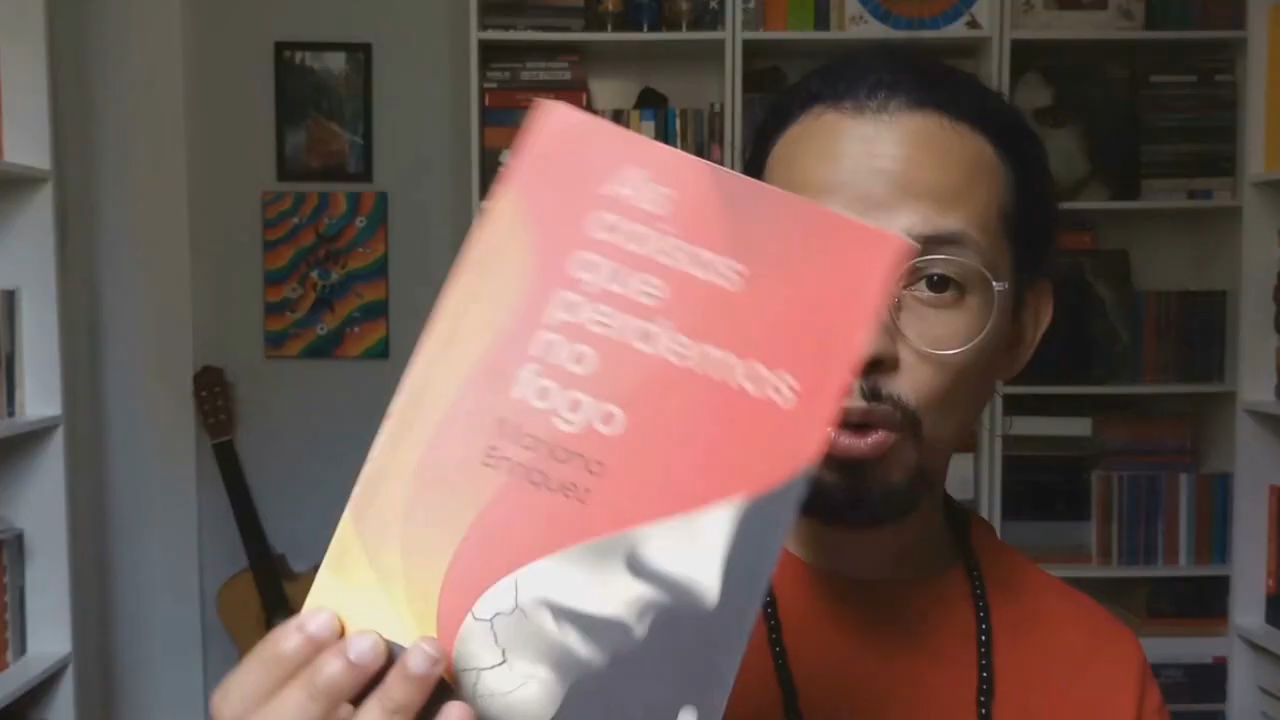 As
coisas
que
perdemos
no
fogo
Mariana
Enriquez